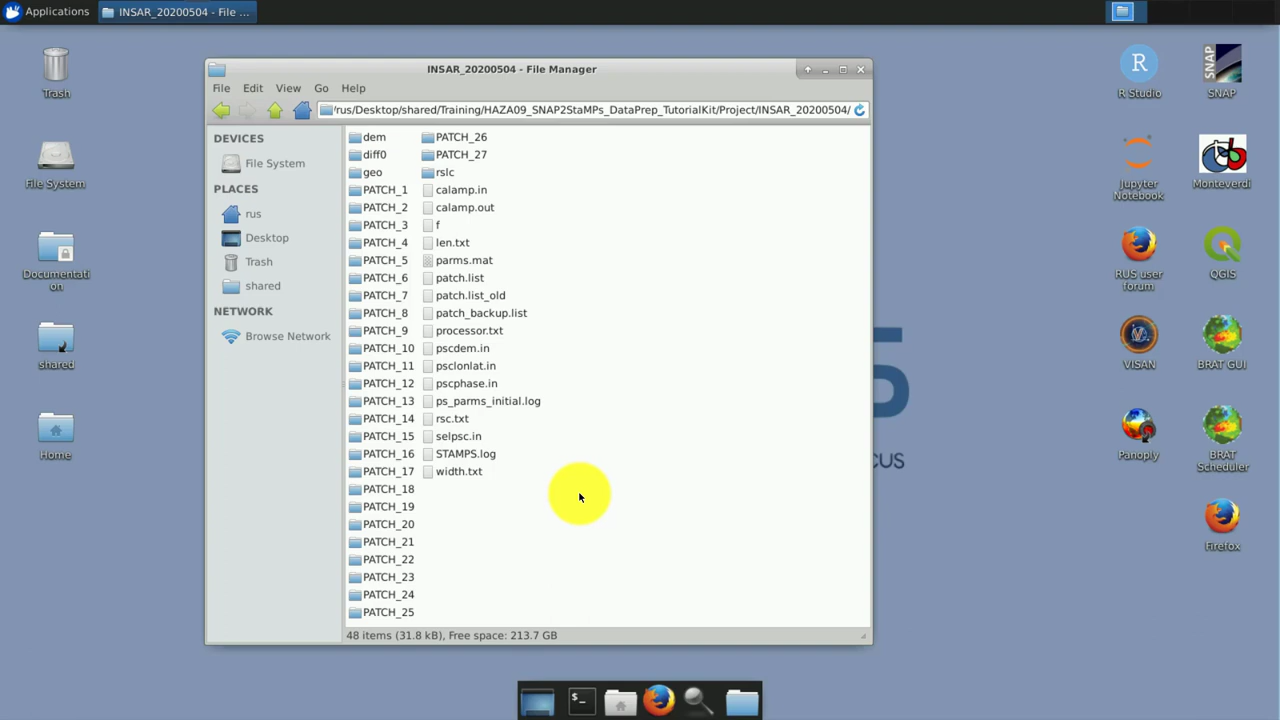 Applications
INSAR_20200504 - File ...
INSAR_20200504 - File Manager
File Edit View Go Help
/rus/Desktop/shared/Training/HAZA09_SNAP2StaMPs_DataPrep_TutorialKit/Project/INSAR_20200504/
DEVICES
File System
PLACES
rus
Desktop
Trash
shared
NETWORK
Browse Network
dem
diff0
geo
PATCH_1
PATCH_2
PATCH_3
PATCH_4
PATCH_5
PATCH_6
PATCH_7
PATCH_8
PATCH_9
PATCH_10
PATCH_11
PATCH_12
PATCH_13
PATCH_14
PATCH_15
PATCH_16
PATCH_17
PATCH_18
PATCH_19
PATCH_20
PATCH_21
PATCH_22
PATCH_23
PATCH_24
PATCH_25
PATCH_26
PATCH_27
rslc
calamp.in
calamp.out
f
len.txt
parms.mat
patch.list
patch.list_old
patch_backup.list
processor.txt
pscdem.in
psclonlat.in
pscphase.in
ps_parms_initial.log
rsc.txt
selpsc.in
STAMPS.log
width.txt
48 items (31.8 kB), Free space: 213.7 GB
Trash
File System
Documentati
on
shared
Home
R
R Studio
SNAP
SNAP
Jupyter
Notebook
Monteverdi
RUS user
forum
QGIS
VISAN
BRAT GUI
Panoply
BRAT
Scheduler
Firefox
S
CUS